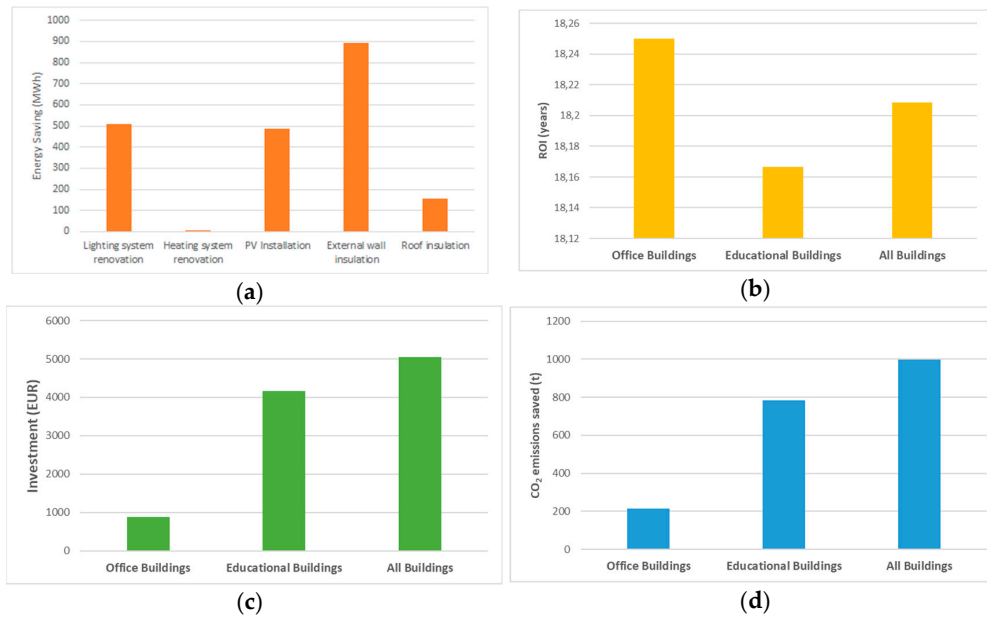 1000
900
800
700
600
500
400
300
200
100
0
Energy Saving (MWh)
Lighting system
renovation
Heating system
renovation
PV Installation
External wall
insulation
Roof insulation
(a)
18,26
18,24
18,22
18,2
18,18
18,16
18,14
18,12
ROI (years)
Office Buildings
Educational Buildings
All Buildings
(b)
6000
5000
4000
3000
2000
1000
0
Investment (EUR)
Office Buildings
Educational Buildings
All Buildings
(c)
1200
1000
800
600
400
200
0
CO₂ emissions saved (t)
Office Buildings
Educational Buildings
All Buildings
(d)